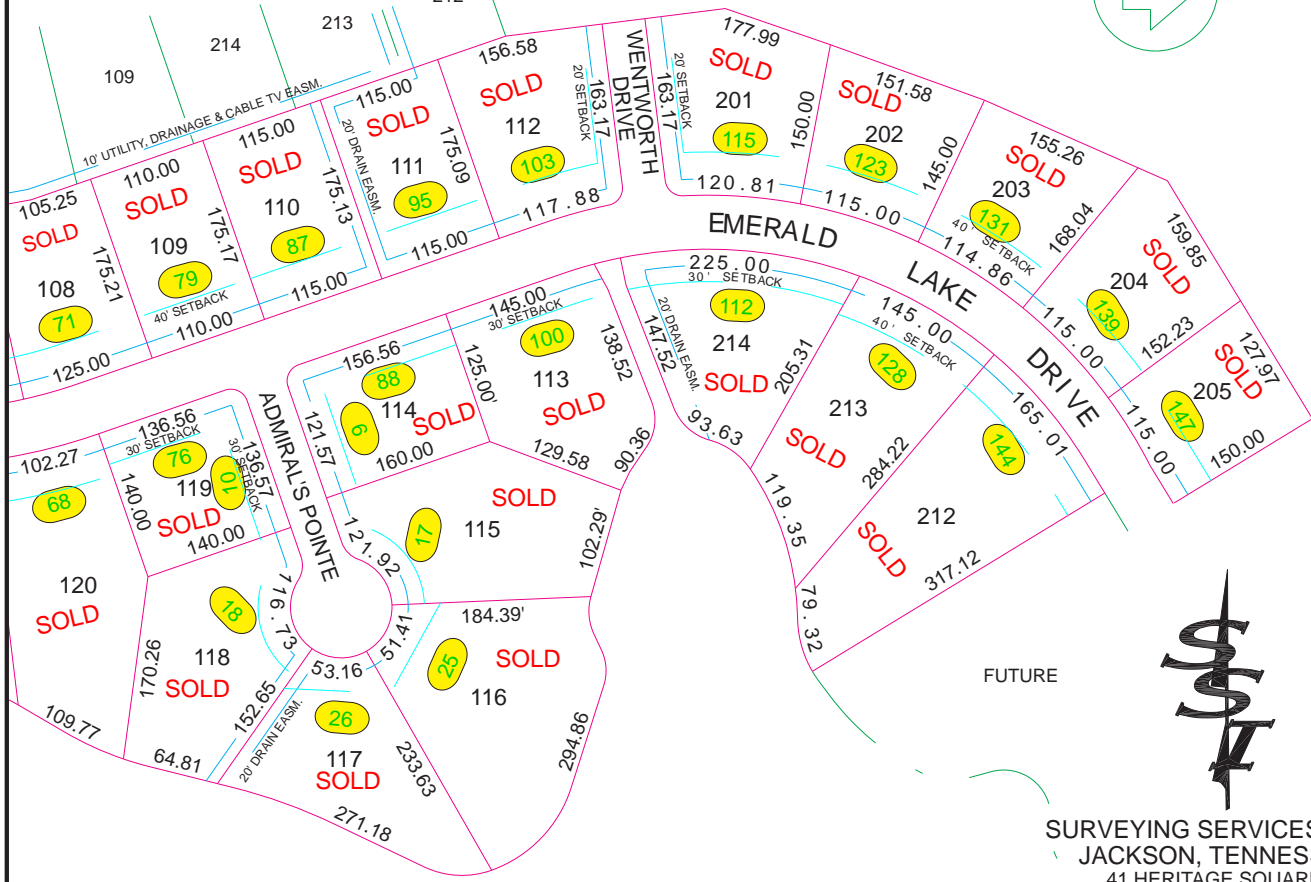 212
213
214
109
10' UTILITY, DRAINAGE & CABLE TV EASM.
105.25
SOLD
108
71
175.21
125.00
110.00
SOLD
109
79
175.17
40' SETBACK
110.00
115.00
SOLD
110
87
175.13
115.00
20' DRAIN EASM.
115.00
SOLD
111
95
175.09
115.00
156.58
SOLD
112
103
20' SETBACK
163.17
117.88
WENTWORTH
DRIVE
163.17
20' SETBACK
177.99
SOLD
201
115
150.00
120.81
151.58
SOLD
202
123
145.00
115.00
155.26
SOLD
203
131
40' SETBACK
168.04
114.86
159.85
SOLD
204
139
152.23
115.00
127.97
SOLD
205
147
150.00
115.00
EMERALD
LAKE
DRIVE
102.27
68
120
SOLD
109.77
136.56
30' SETBACK
76
119
10
136.57
30' SETBACK
140.00
SOLD
140.00
ADMIRAL'S POINTE
156.56
88
114
9
SOLD
121.57
125.00'
160.00
145.00
30' SETBACK
100
113
SOLD
138.52
129.58
90.36
225.00
30' SETBACK
112
214
SOLD
20' DRAIN EASM.
147.52
205.31
93.63
145.00
40' SETBACK
128
213
SOLD
284.22
119.35
165.01
144
212
SOLD
317.12
79.32
121.92
17
SOLD
115
102.29'
116.73
18
118
SOLD
170.26
152.65
64.81
20' DRAIN EASM.
53.16
26
117
SOLD
233.63
271.18
51.41
184.39'
25
SOLD
116
294.86
FUTURE
SSI
SURVEYING SERVICES
JACKSON, TENNES
41 HERITAGE SQUAR